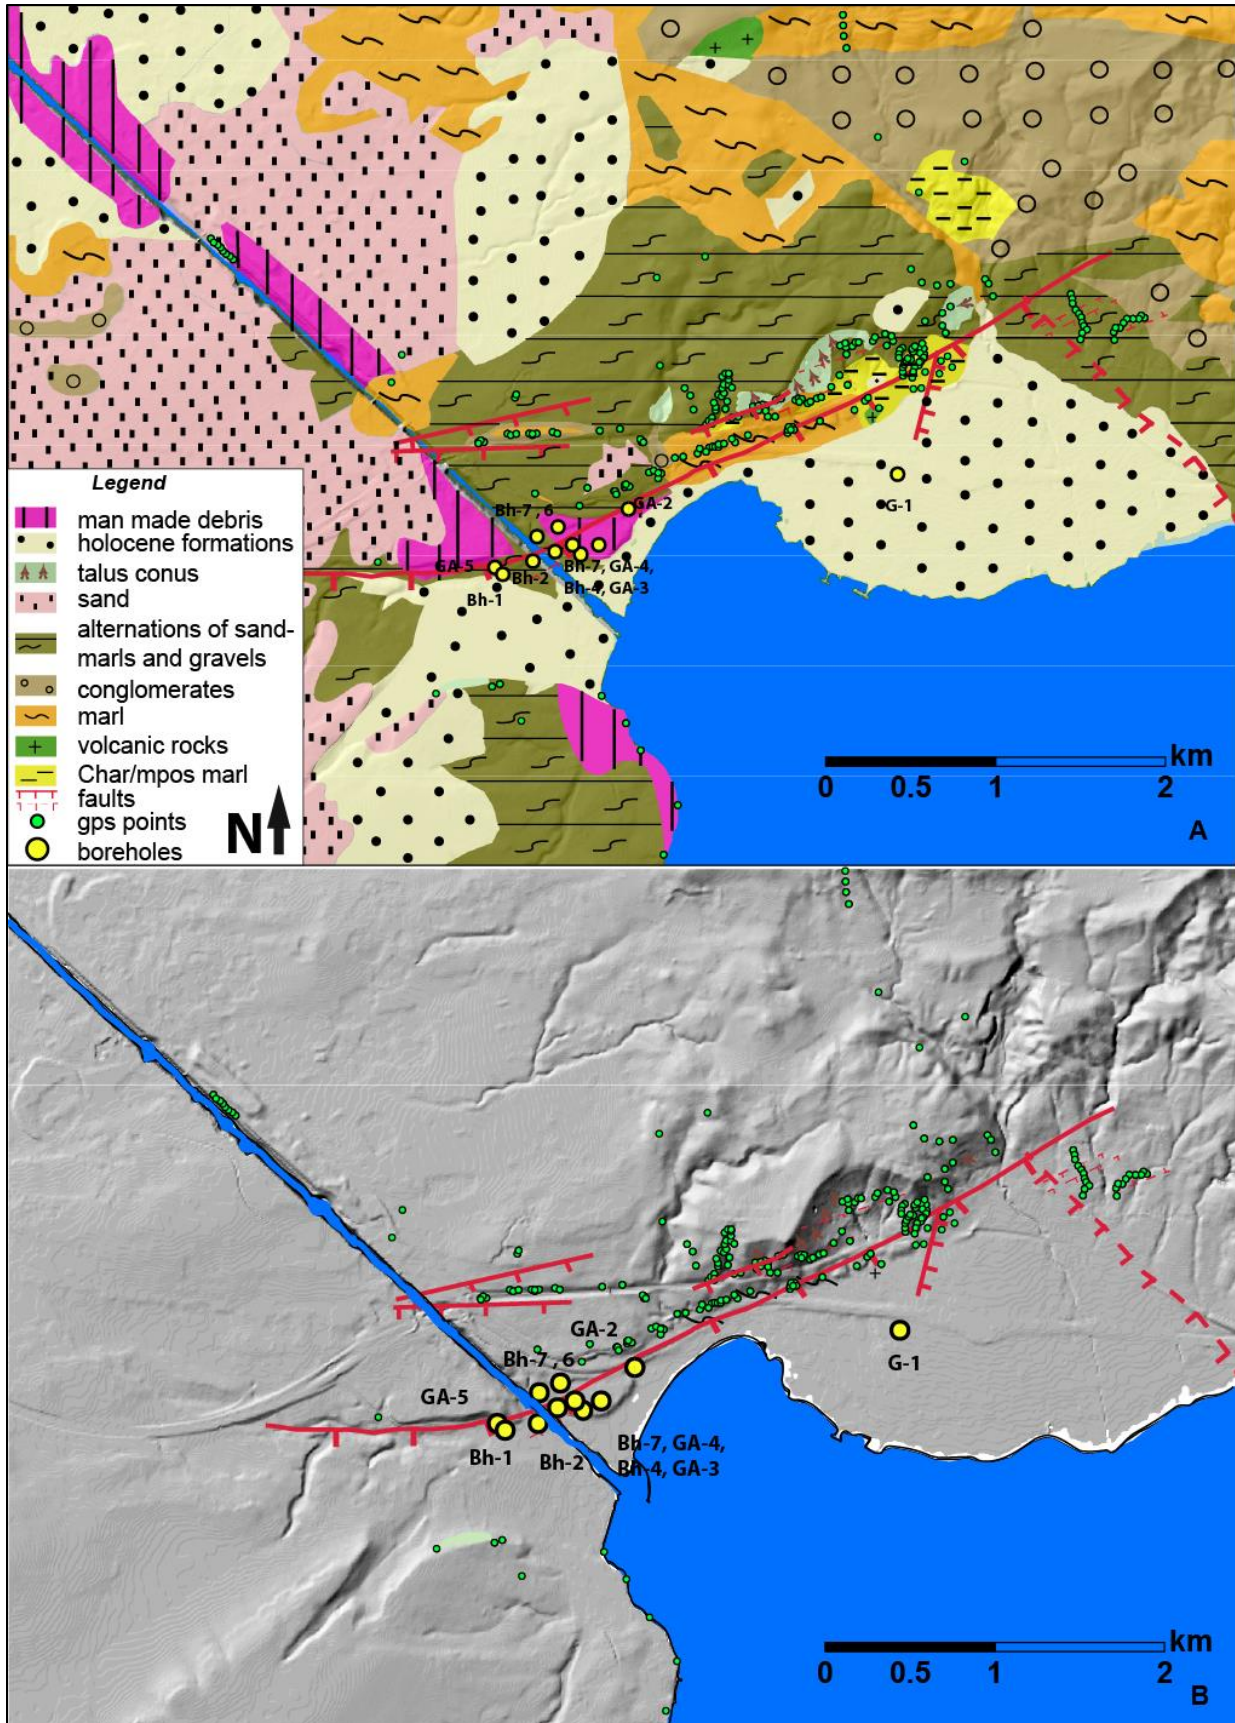 Legend
man made debris
holocene formations
talus conus
sand
alternations of sand-
marls and gravels
conglomerates
marl
volcanic rocks
Char/mpos marl
faults
gps points
boreholes
N
Bh-7, 6
GA-2
G-1
GA-5
Bh-2
Bh-7, GA-4,
Bh-1
Bh-4, GA-3
km
0 0.5 1 2
A
GA-2
Bh-7, 6
G-1
GA-5
Bh-1
Bh-2
Bh-7, GA-4,
Bh-4, GA-3
km
0 0.5 1 2
B